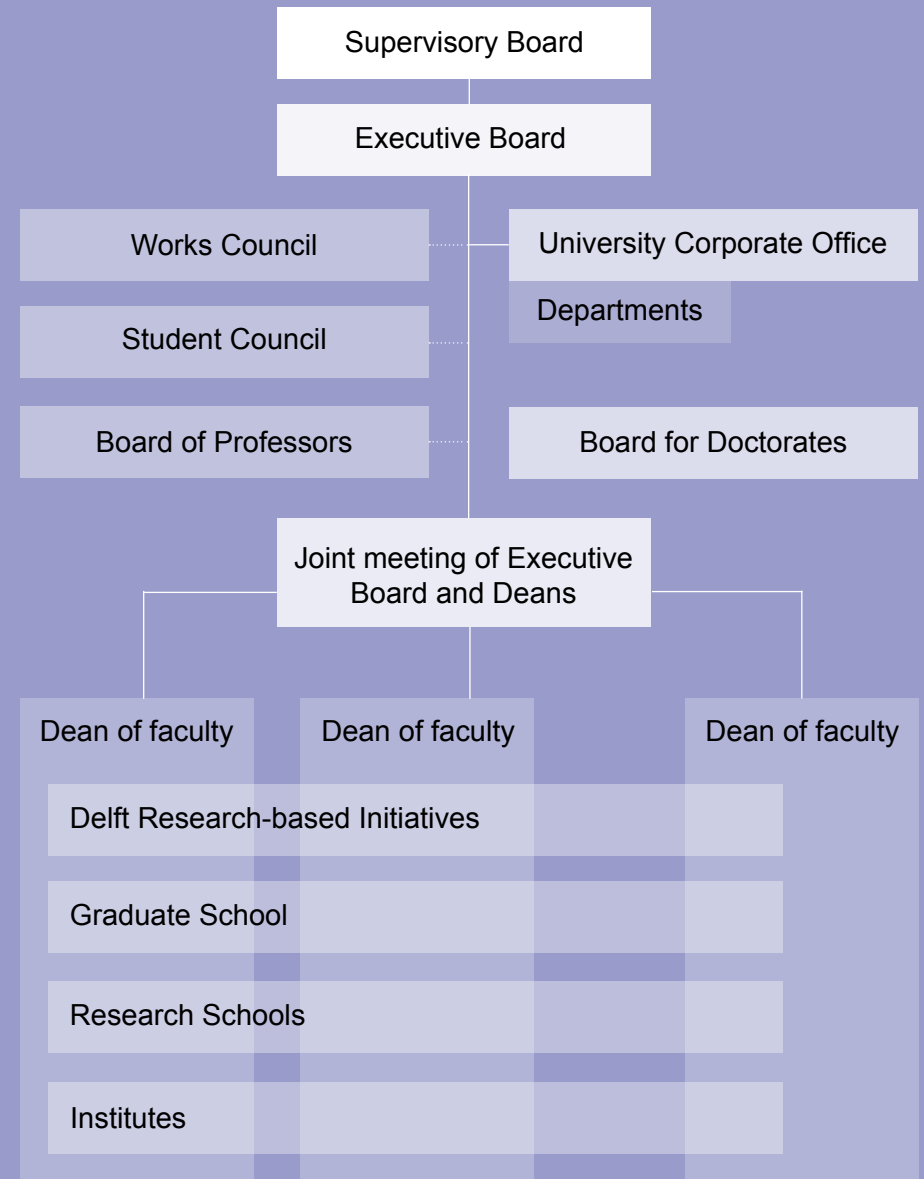 Supervisory Board
Executive Board
Works Council
University Corporate Office
Departments
Student Council
Board of Professors
Board for Doctorates
Joint meeting of Executive
Board and Deans
Dean of faculty
Dean of faculty
Dean of faculty
Delft Research-based Initiatives
Graduate School
Research Schools
Institutes